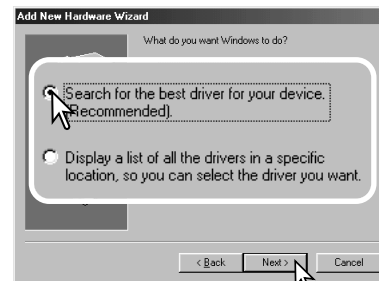 Add New Hardware Wizard
What do you want Windows to do?
Search for the best driver for your device.
(Recommended).
Display a list of all the drivers in a specific
location, so you can select the driver you want.
< Back
Next >
Cancel